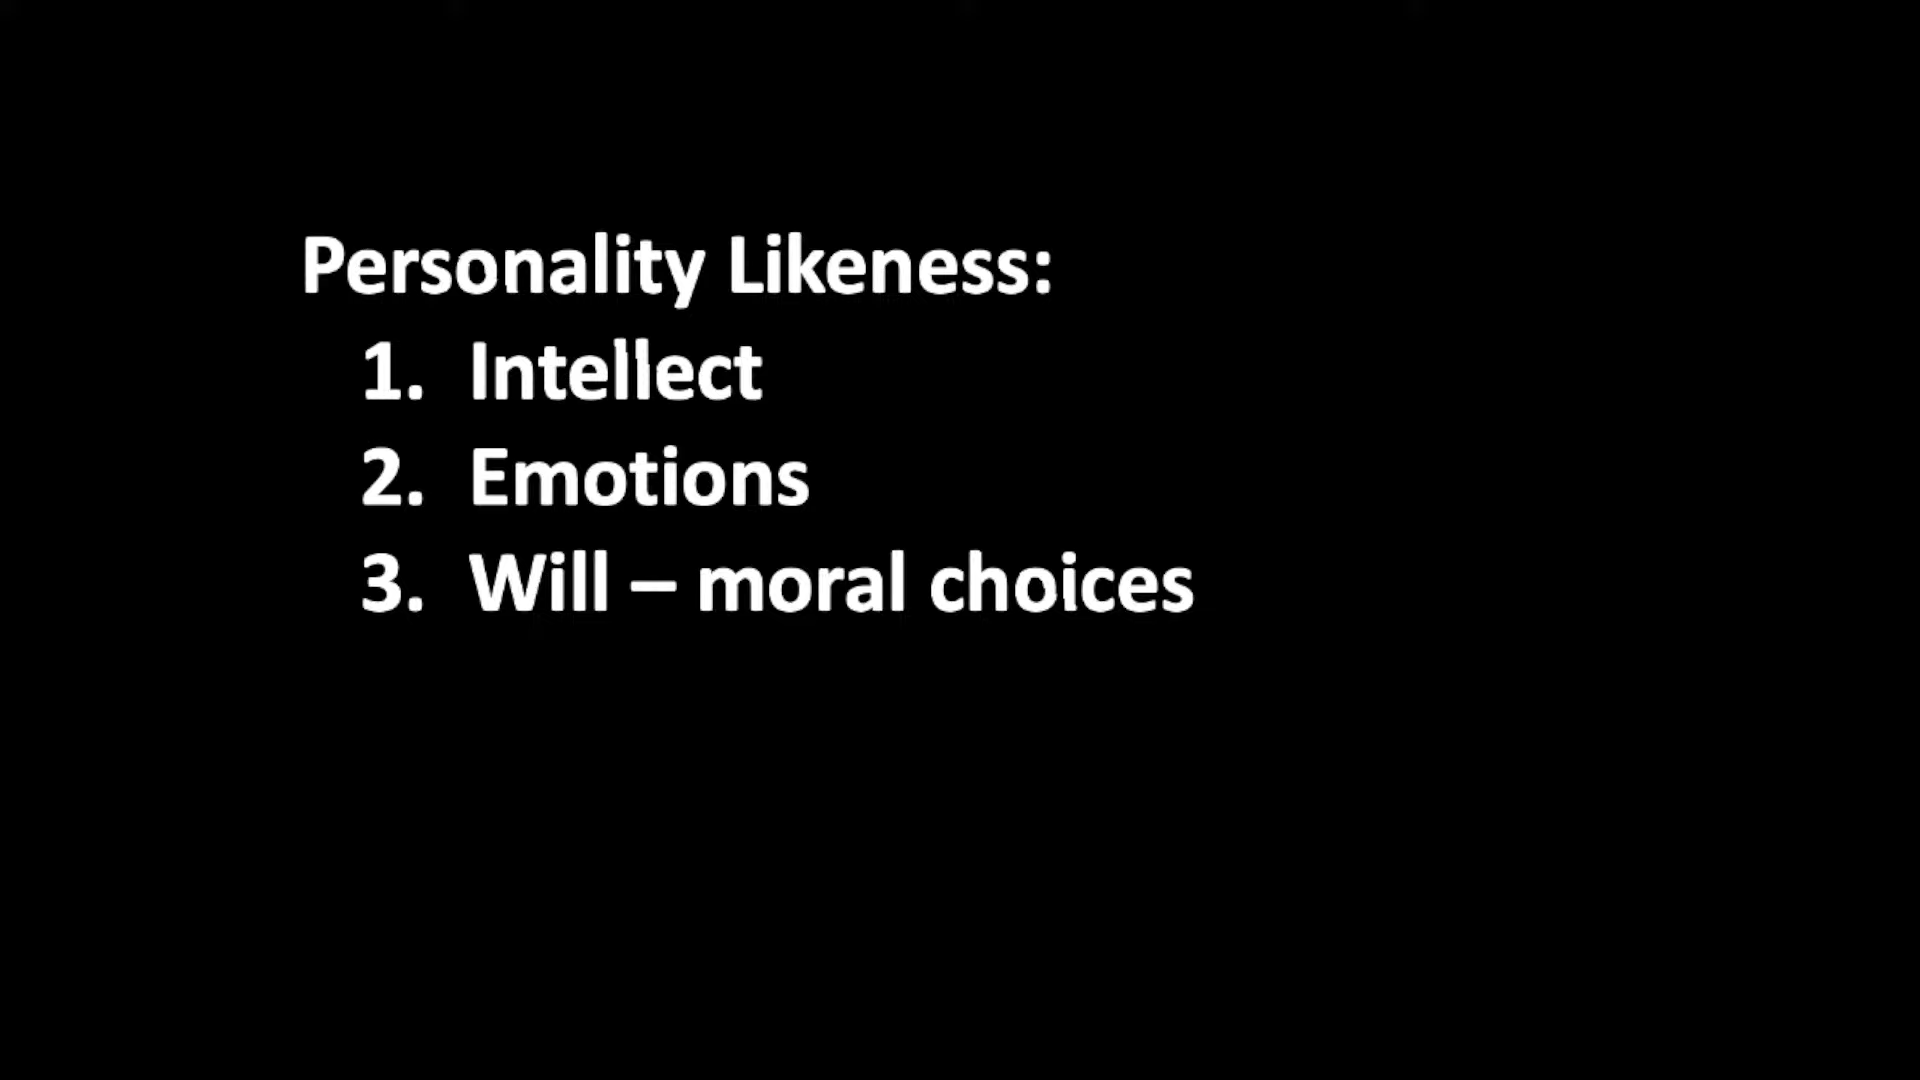 Personality Likeness:
1. Intellect
2. Emotions
3. Will – moral choices